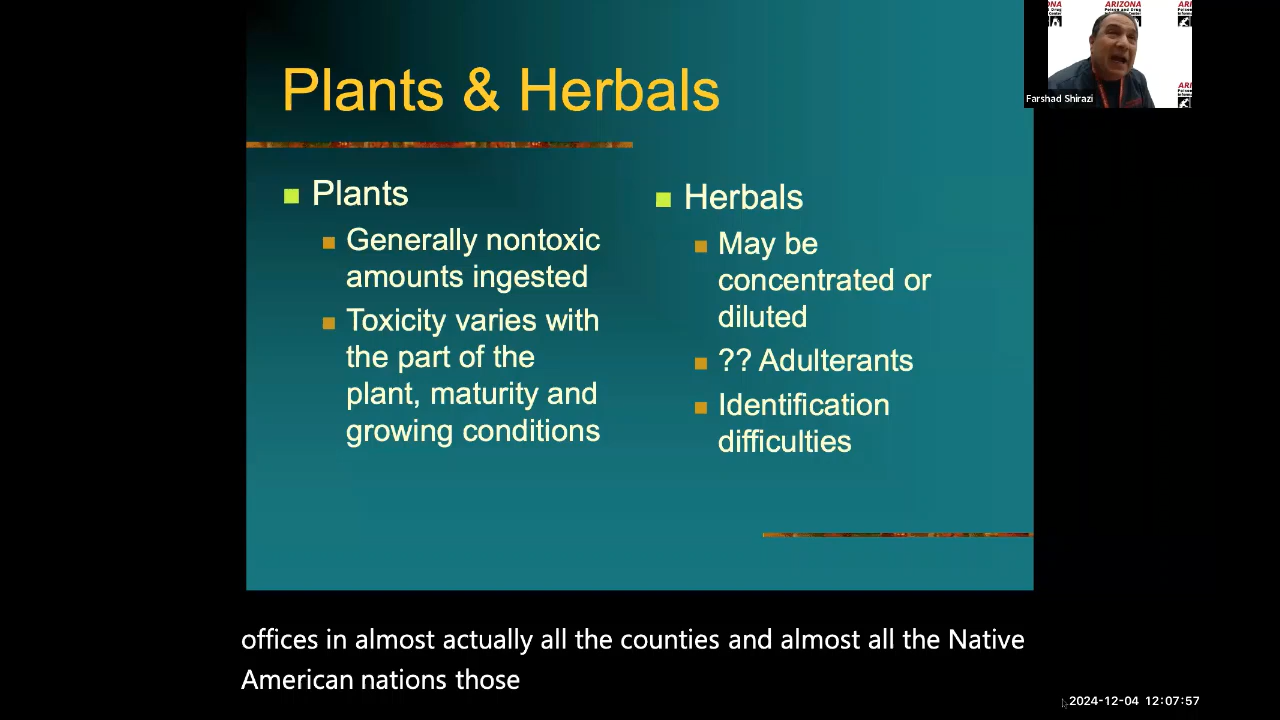 Plants & Herbals
Plants
Generally nontoxic
amounts ingested
Toxicity varies with
the part of the
plant, maturity and
growing conditions
Herbals
May be
concentrated or
diluted
?? Adulterants
Identification
difficulties
ARIZONA
Farshad Shirazi
offices in almost actually all the counties and almost all the Native
American nations those
2024-12-04 12:07:57